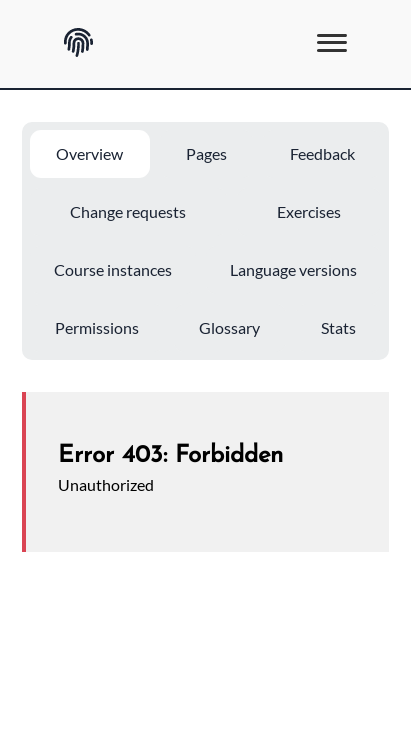 Overview Pages Feedback
Change requests Exercises
Course instances Language versions
Permissions Glossary Stats
Error 403: Forbidden
Unauthorized